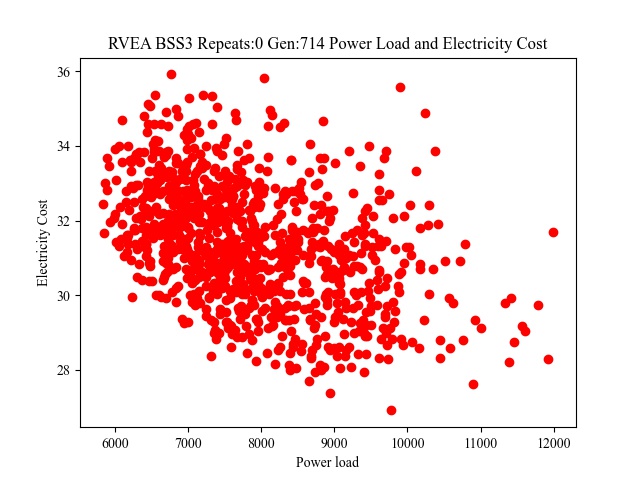 RVEA BSS3 Repeats:0 Gen:714 Power Load and Electricity Cost
36
34
32
30
28
Electricity Cost
6000 7000 8000 9000 10000 11000 12000
Power load